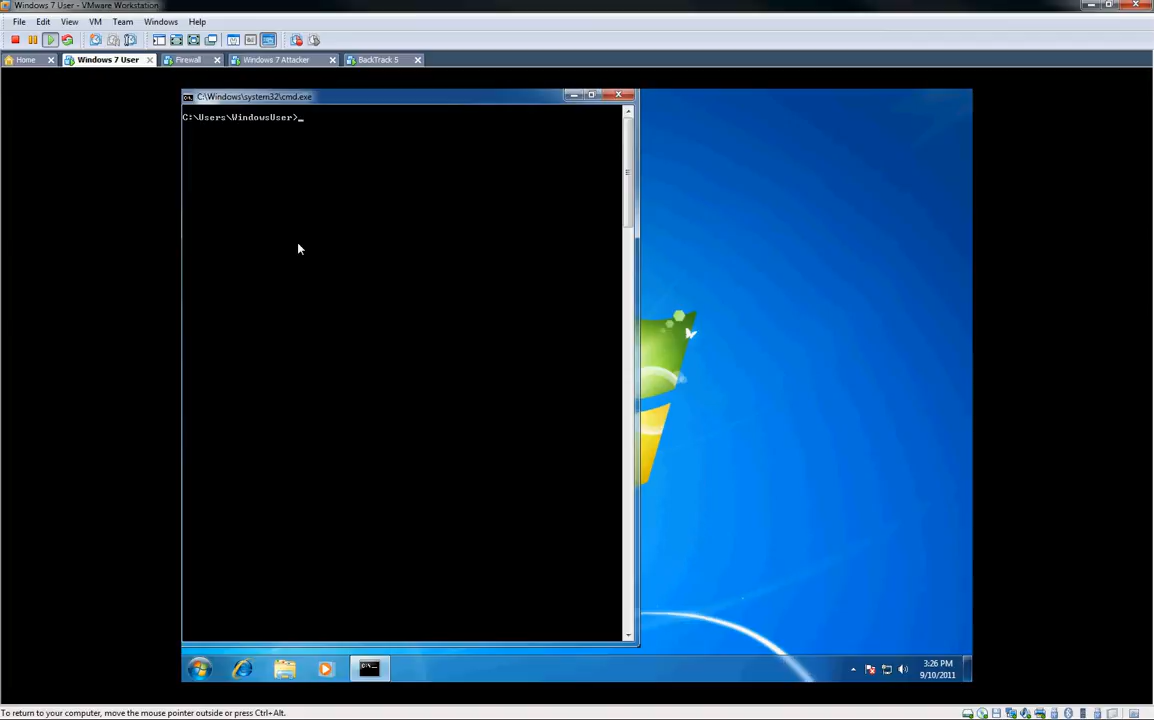 Windows 7 User - VMware Workstation
File Edit View VM Team Windows Help
Home Windows 7 User Firewall Windows 7 Attacker BackTrack 5
C:\Windows\system32\cmd.exe
C:\Users\WindowsUser>_
3:26 PM
9/10/2011
To return to your computer, move the mouse pointer outside or press Ctrl+Alt.